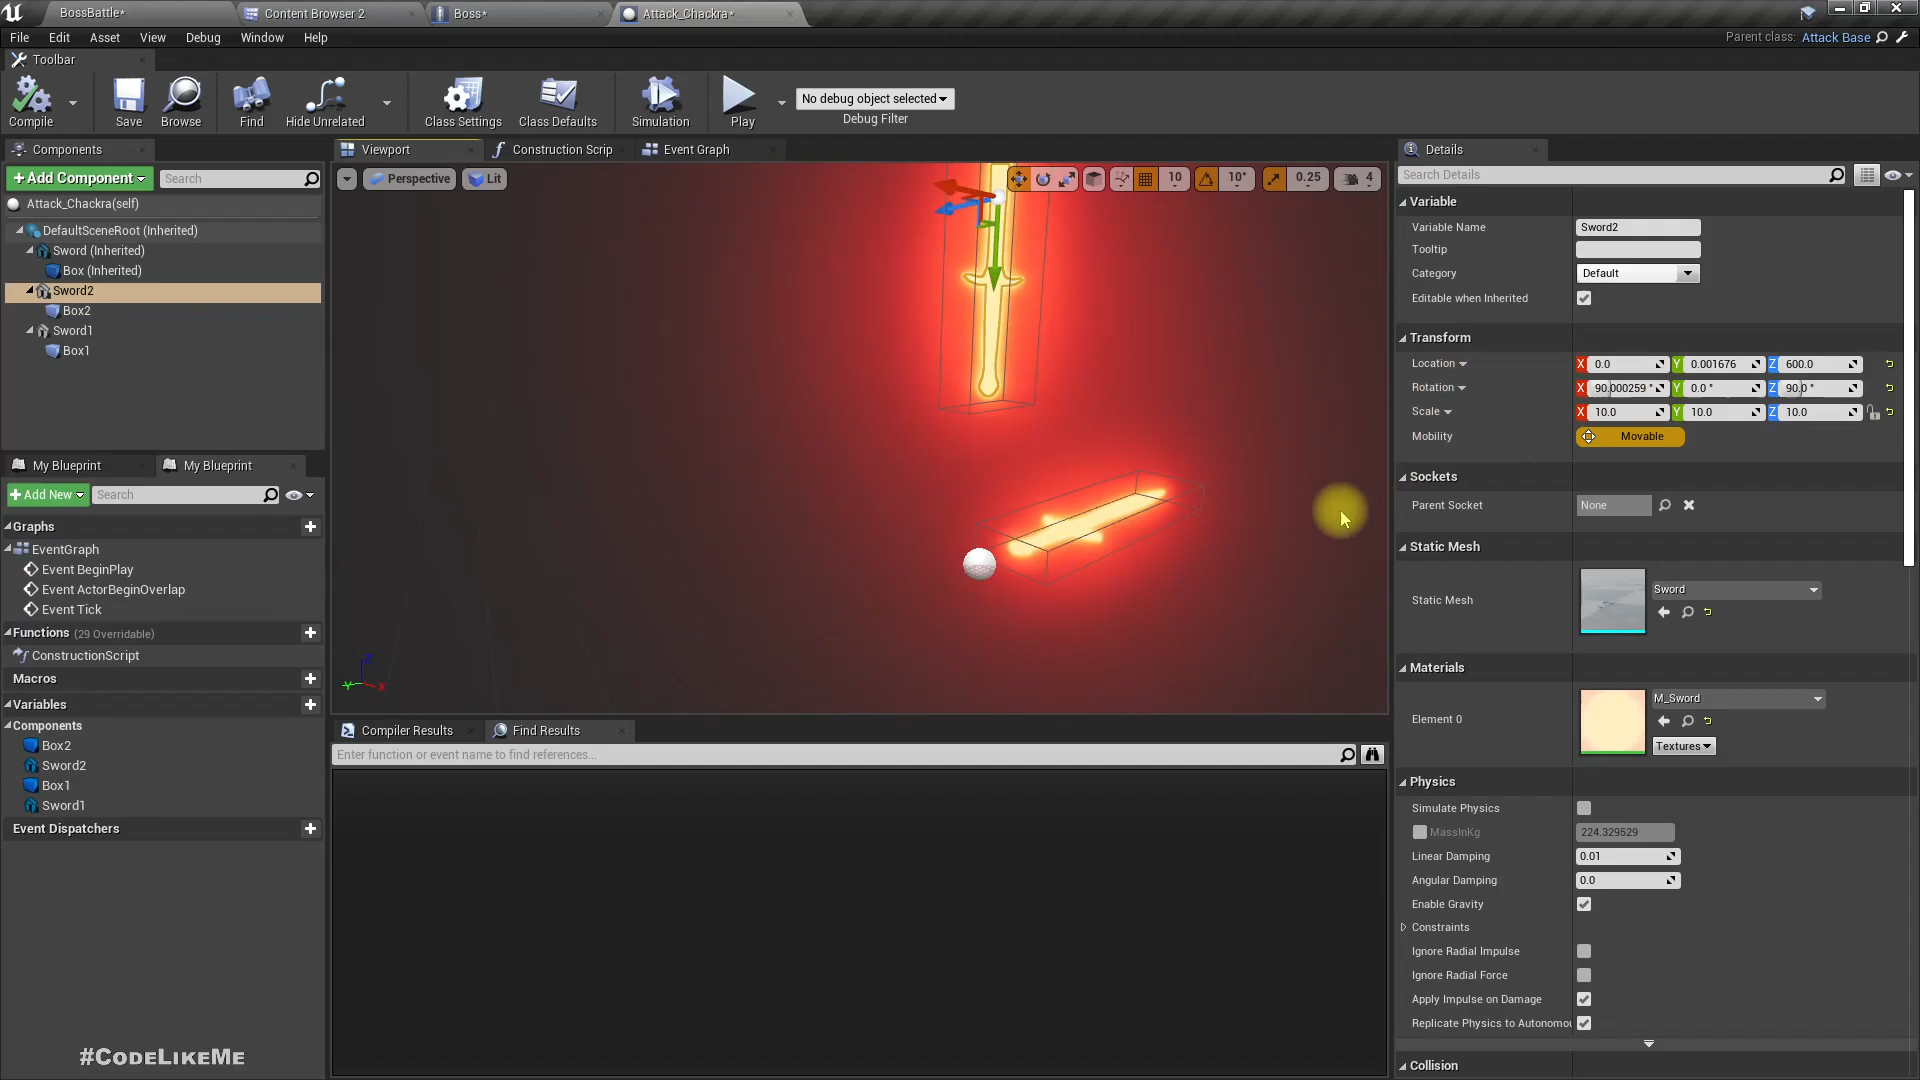 BossBattle*
Content Browser 2
Boss*
Attack_Chackra*
File
Edit
Asset
View
Debug
Window
Help
Parent class:
Attack Base
Toolbar
Compile
Save
Browse
Find
Hide Unrelated
Class Settings
Class Defaults
Simulation
Play
No debug object selected
Debug Filter
Components
+ Add Component
Search
Attack_Chackra(self)
DefaultSceneRoot (Inherited)
Sword (Inherited)
Box (Inherited)
Sword2
Box2
Sword1
Box1
My Blueprint
My Blueprint
+ Add New
Search
Graphs
EventGraph
Event BeginPlay
Event ActorBeginOverlap
Event Tick
Functions (29 Overridable)
ConstructionScript
Macros
Variables
Components
Box2
Sword2
Box1
Sword1
Event Dispatchers
#CodeLikeMe
Viewport
Construction Scrip
Event Graph
Perspective
Lit
10
10°
0.25
4
Z
Y
X
Compiler Results
Find Results
Enter function or event name to find references...
Details
Search Details
Variable
Variable Name
Sword2
Tooltip
Category
Default
Editable when Inherited
Transform
Location
X 0.0
Y 0.001676
Z 600.0
Rotation
X 90.000259 °
Y 0.0 °
Z 90.0 °
Scale
X 10.0
Y 10.0
Z 10.0
Mobility
Movable
Sockets
Parent Socket
None
Static Mesh
Static Mesh
Sword
Materials
Element 0
M_Sword
Textures
Physics
Simulate Physics
MassInKg
224.329529
Linear Damping
0.01
Angular Damping
0.0
Enable Gravity
Constraints
Ignore Radial Impulse
Ignore Radial Force
Apply Impulse on Damage
Replicate Physics to Autonomou
Collision